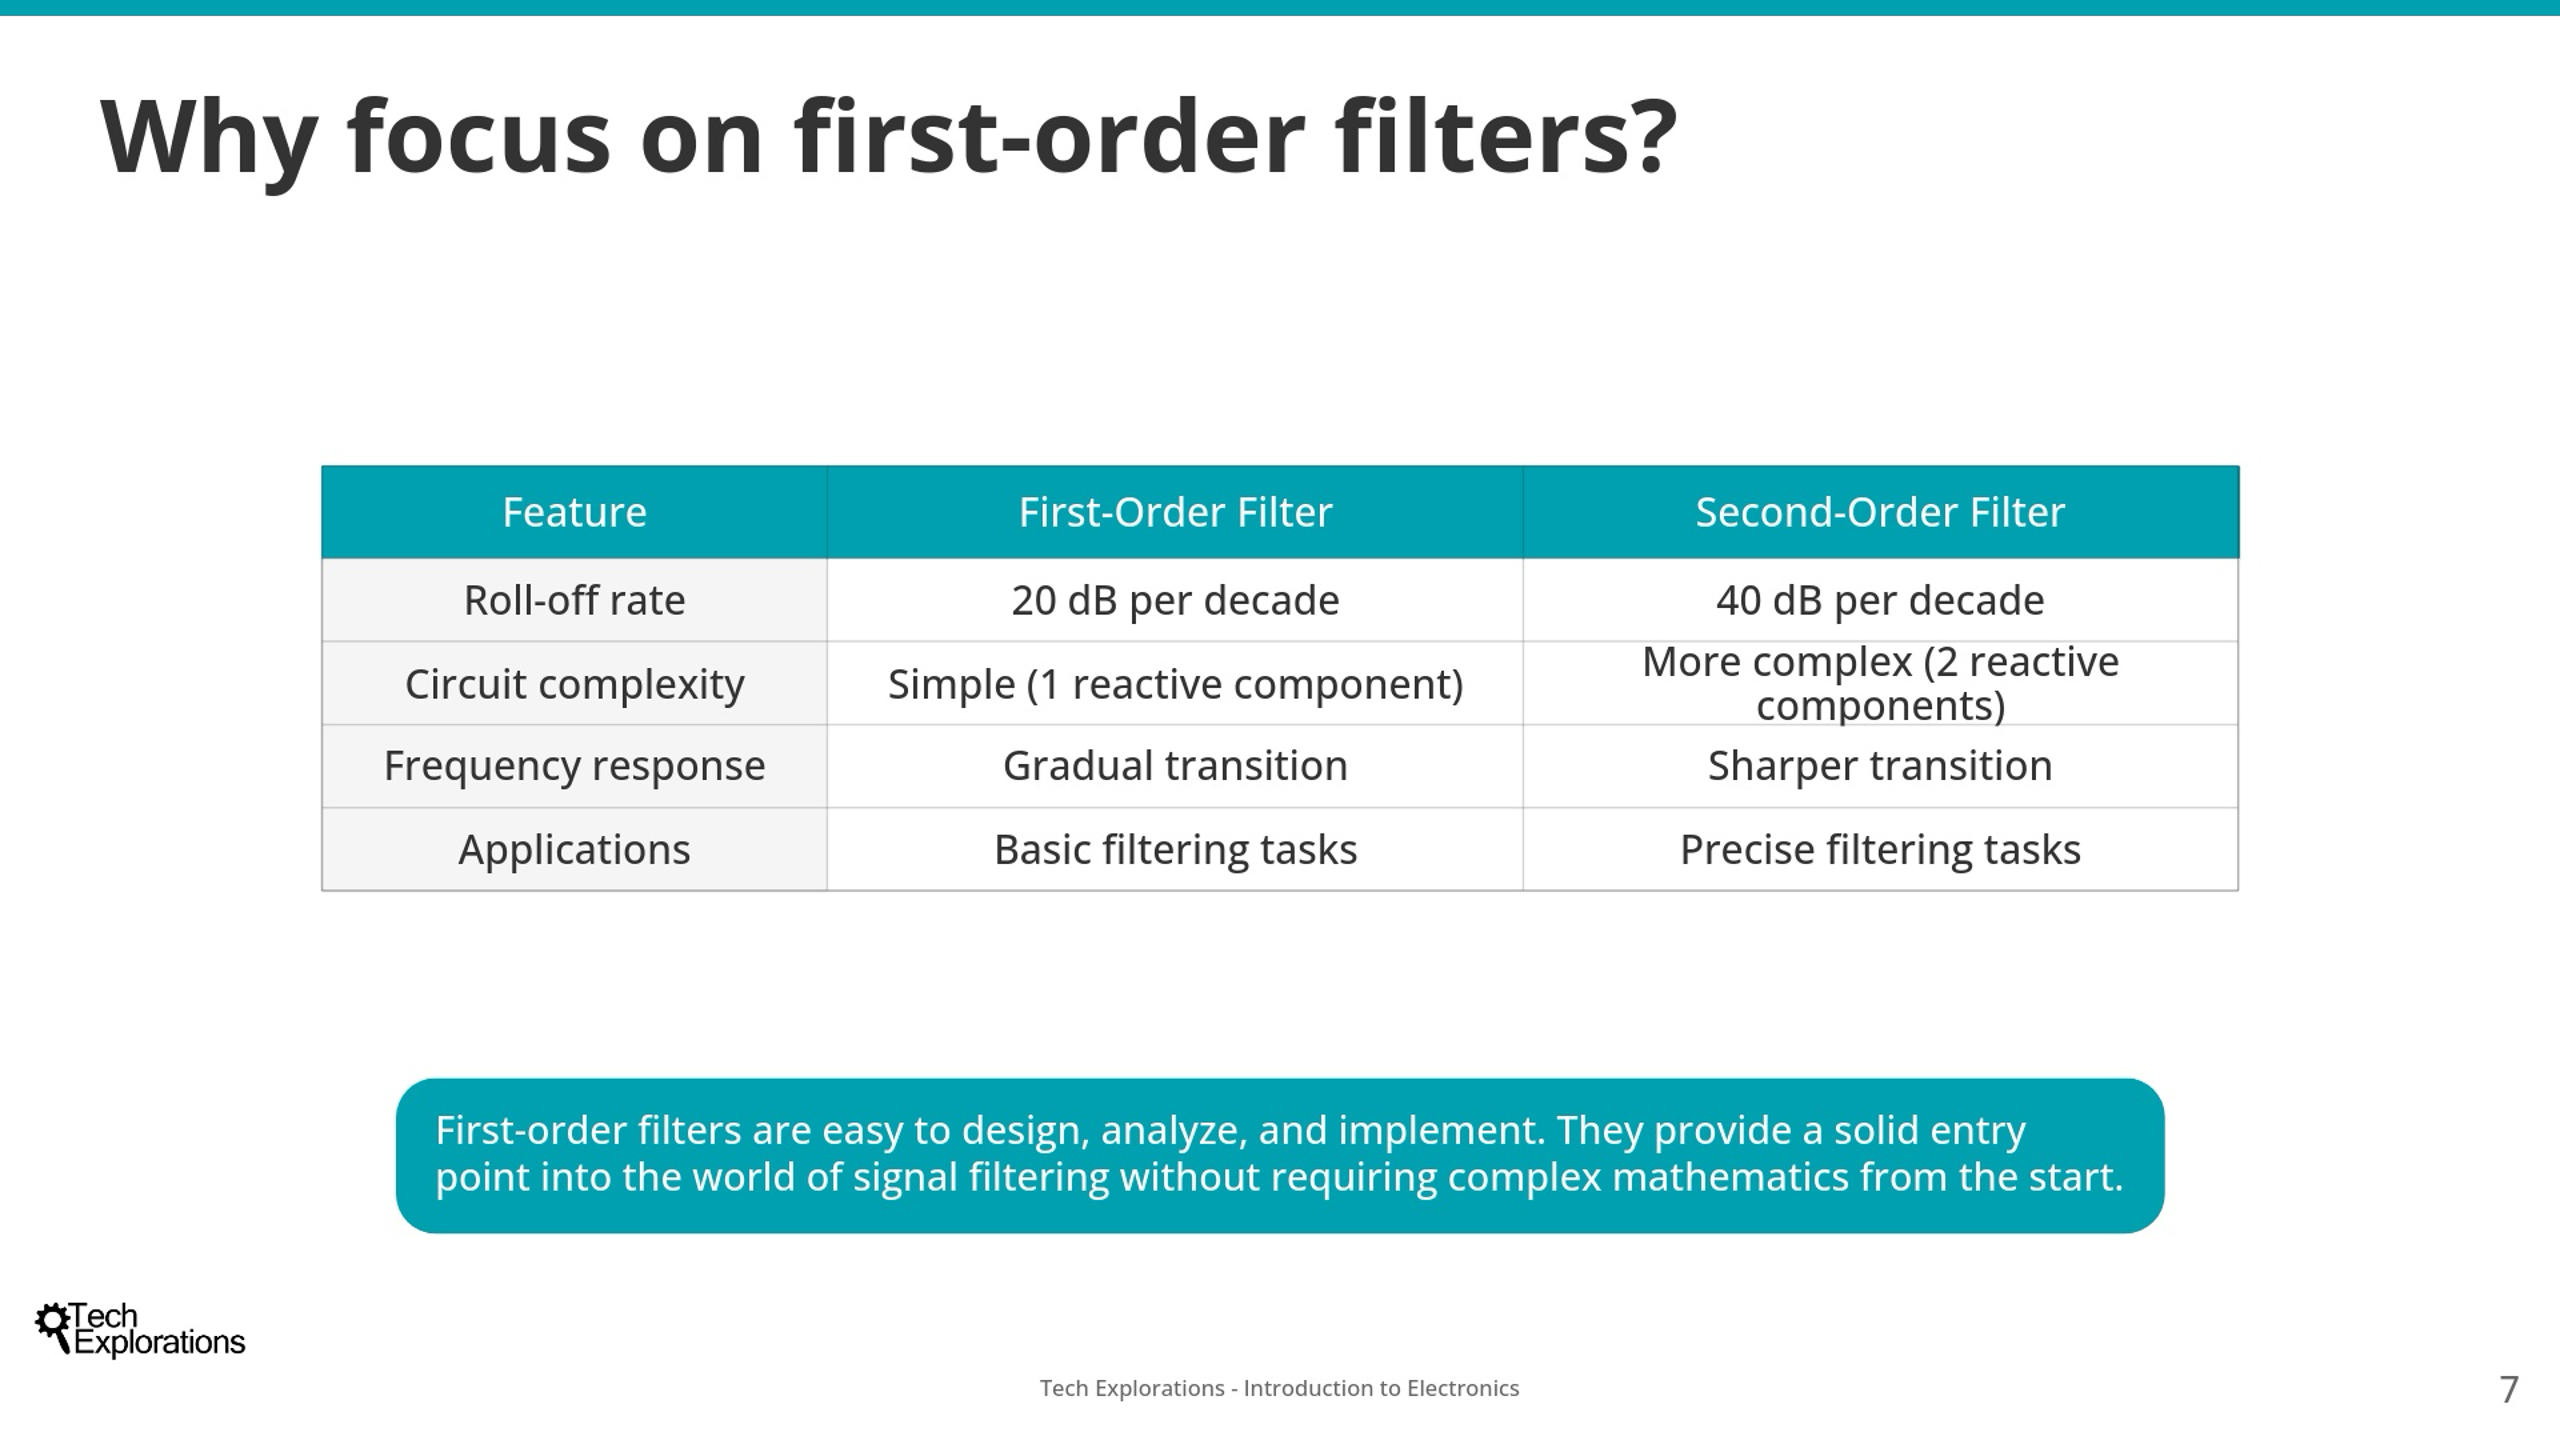 Why focus on first-order filters?
Feature First-Order Filter Second-Order Filter
Roll-off rate 20 dB per decade 40 dB per decade
Circuit complexity Simple (1 reactive component) More complex (2 reactive
components)
Frequency response Gradual transition Sharper transition
Applications Basic filtering tasks Precise filtering tasks
First-order filters are easy to design, analyze, and implement. They provide a solid entry
point into the world of signal filtering without requiring complex mathematics from the start.
Tech
Explorations
Tech Explorations - Introduction to Electronics
7